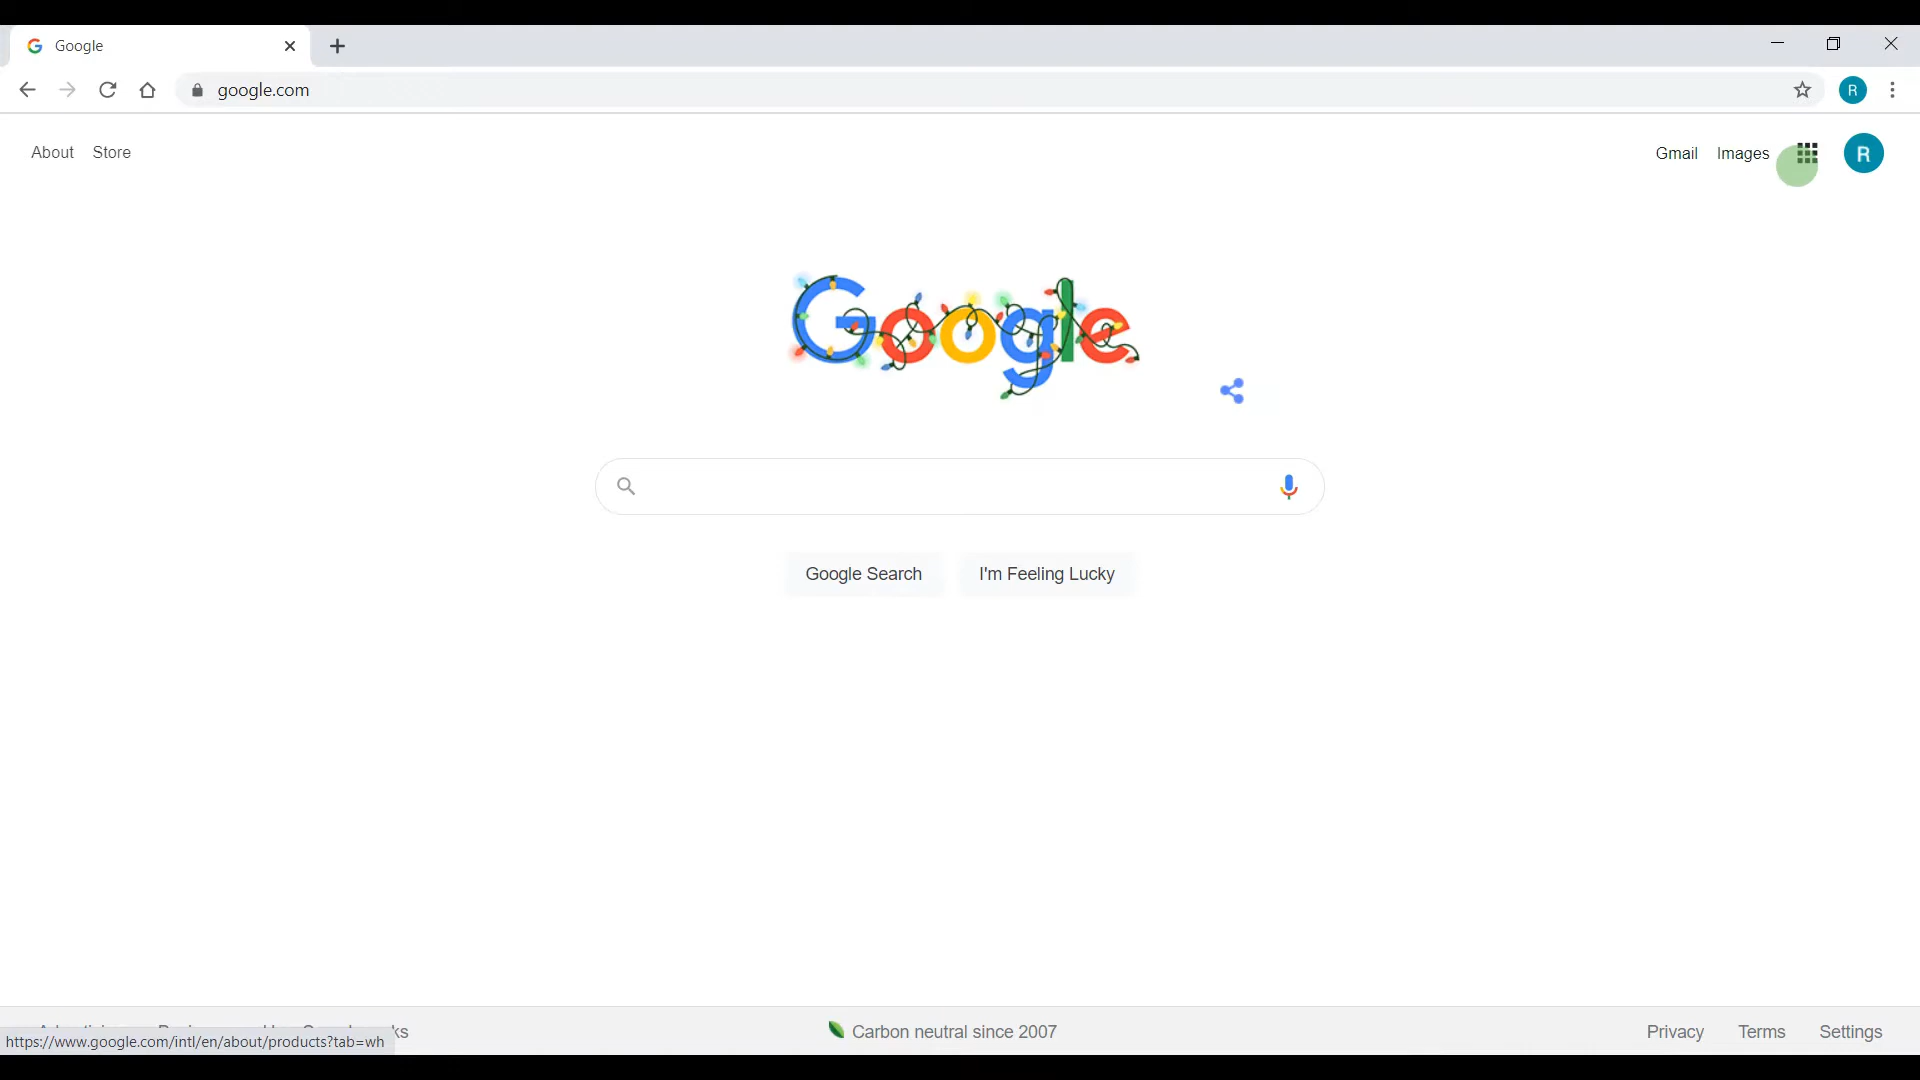 Google
google.com
R
About Store
Gmail Images
R
Google
Google Search I'm Feeling Lucky
Carbon neutral since 2007
Privacy Terms Settings
https://www.google.com/intl/en/about/products?tab=wh